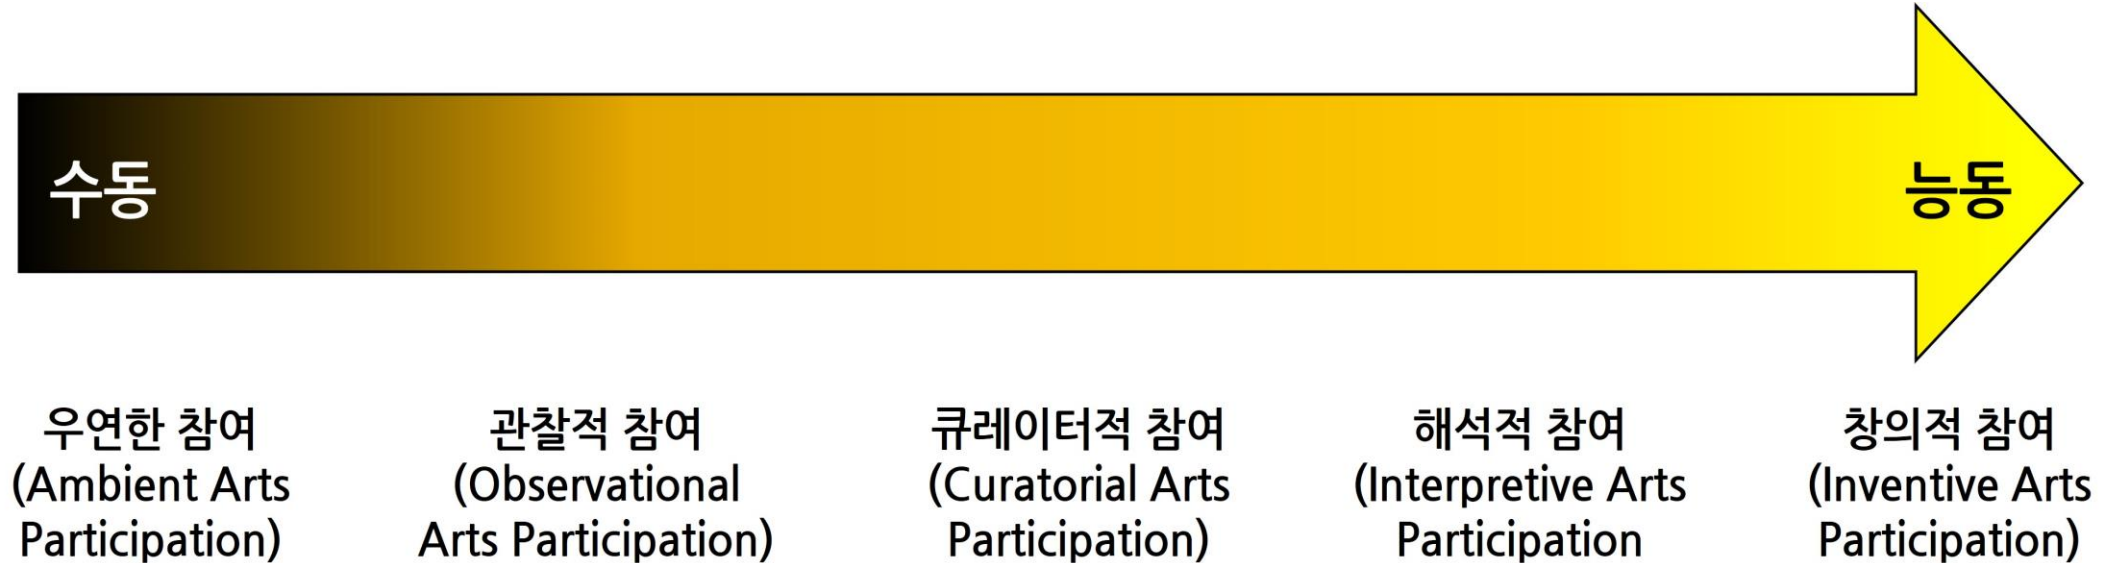 수동
능동
우연한 참여
(Ambient Arts
Participation)
관찰적 참여
(Observational
Arts Participation)
큐레이터적 참여
(Curatorial Arts
Participation)
해석적 참여
(Interpretive Arts
Participation
창의적 참여
(Inventive Arts
Participation)